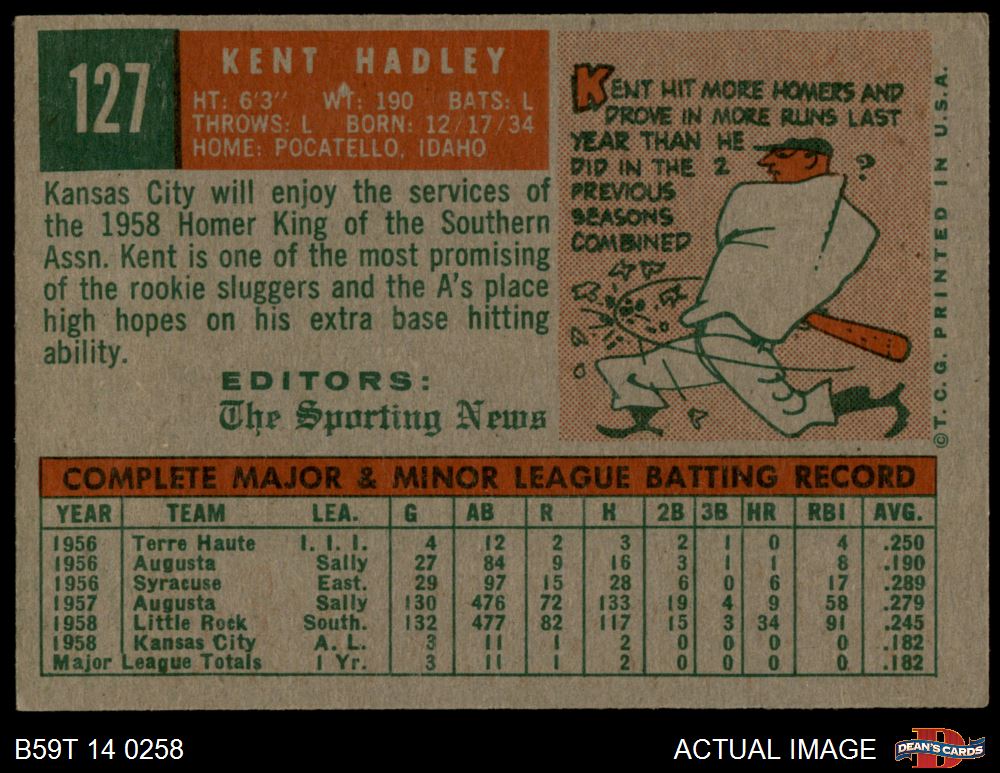 127
KENT HADLEY
HT: 6'3" WT: 190 BATS: L
THROWS: L BORN: 12/17/34
HOME: POCATELLO, IDAHO
Kansas City will enjoy the services of
the 1958 Homer King of the Southern
Assn. Kent is one of the most promising
of the rookie sluggers and the A's place
high hopes on his extra base hitting
ability.
EDITORS:
The Sporting News
KENT HIT MORE HOMERS AND
DROVE IN MORE RUNS LAST
YEAR THAN HE
DID IN THE 2
PREVIOUS
SEASONS
COMBINED
?
©T. C. G. PRINTED IN U.S.A.
COMPLETE MAJOR & MINOR LEAGUE BATTING RECORD
YEAR TEAM LEA. G AB R H 2B 3B HR RBI AVG.
1956 Terre Haute I. I. I. 4 12 2 3 2 1 0 4 .250
1956 Augusta Sally 27 84 9 16 3 1 1 8 .190
1956 Syracuse East. 29 97 15 28 6 0 6 17 .289
1957 Augusta Sally 130 476 72 133 19 4 9 58 .279
1958 Little Rock South. 132 477 82 117 15 3 34 91 .245
1958 Kansas City A. L. 3 11 1 2 0 0 0 0 .182
Major League Totals 1 Yr. 3 11 1 2 0 0 0 0 .182
B59T 14 0258
ACTUAL IMAGE
D
DEAN'S CARDS